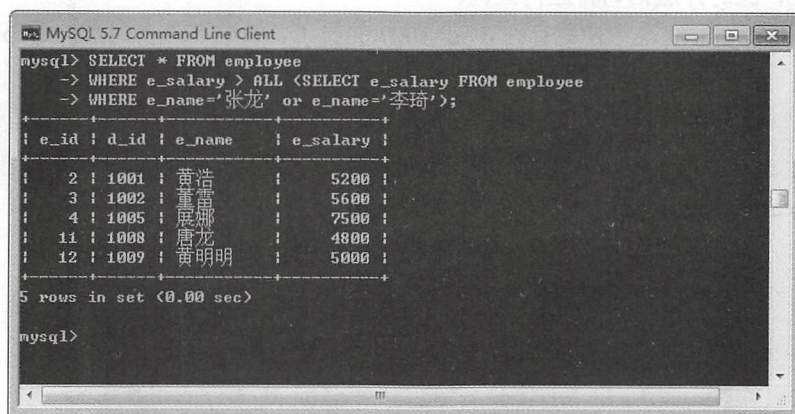 MySQL 5.7 Command Line Client
mysql> SELECT * FROM employee
    -> WHERE e_salary > ALL (SELECT e_salary FROM employee
    -> WHERE e_name='张龙' or e_name='李琦');
+------+------+----------+----------+
| e_id | d_id | e_name | e_salary |
+------+------+----------+----------+
| 2 | 1001 | 黄浩 | 5200 |
| 3 | 1002 | 董雷 | 5600 |
| 4 | 1005 | 展娜 | 7500 |
| 11 | 1008 | 唐龙 | 4800 |
| 12 | 1009 | 黄明明 | 5000 |
+------+------+----------+----------+
5 rows in set (0.00 sec)
mysql>